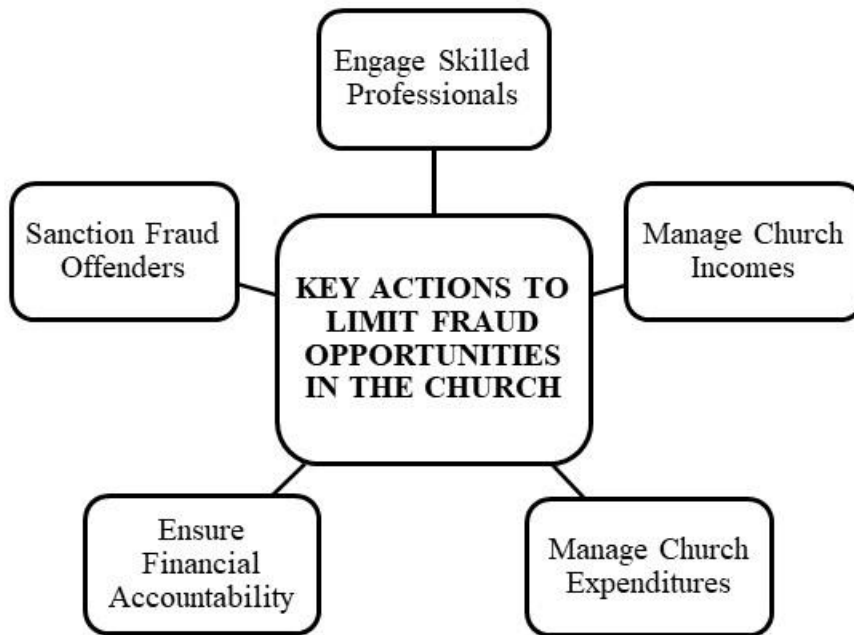 Engage Skilled
Professionals
Sanction Fraud
Offenders
KEY ACTIONS TO
LIMIT FRAUD
OPPORTUNITIES
IN THE CHURCH
Manage Church
Incomes
Ensure
Financial
Accountability
Manage Church
Expenditures